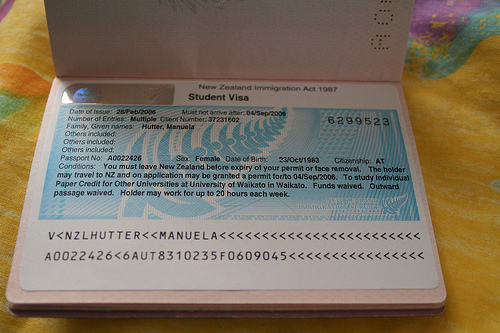 New Zealand Immigration Act 1987
Student Visa
Date of Issue: 28/Feb/2006 Must not arrive after: 04/Sep/2006
Number of Entries: Multiple Client Number: 37231602
6299523
Family, Given names: Hutter, Manuela
Others included:
Others included:
Others included:
Passport No: A0022426 Sex: Female Date of Birth: 23/Oct/1983 Citizenship: AT
Conditions: You must leave New Zealand before expiry of your permit or face removal. The holder
may travel to NZ and on application may be granted a permit for/to 04/Sep/2006. To study Individual
Paper Credit for Other Universities at University of Waikato in Waikato. Funds waived. Outward
passage waived. Holder may work for up to 20 hours each week.
V<NZLHUTTER<<MANUELA<<<<<<<<<<<<<<<<<<<<<<<<
A0022426<6AUT8310235F0609045<<<<<<<<<<<<<<<<